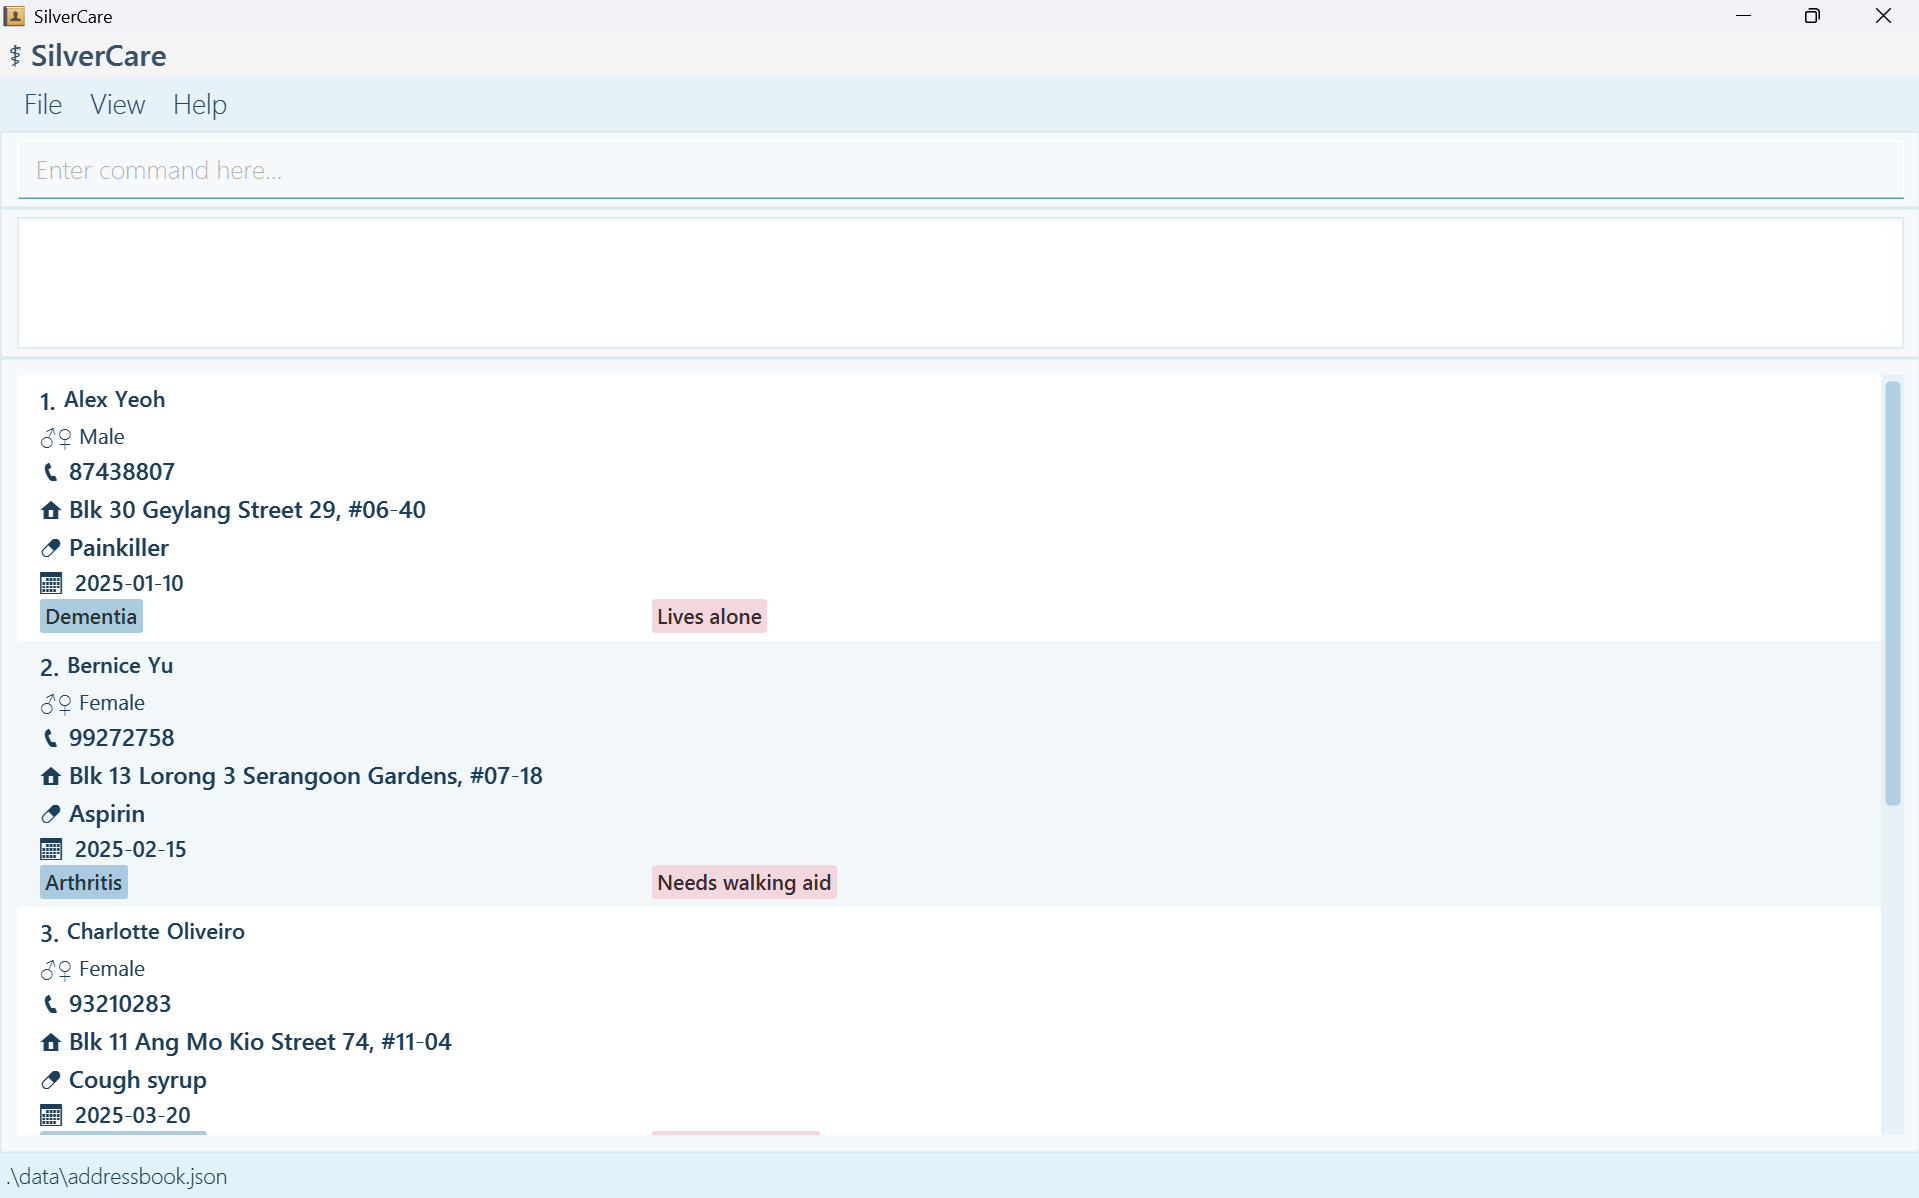 SilverCare
SilverCare
File View Help
Enter command here...
1. Alex Yeoh
Male
87438807
Blk 30 Geylang Street 29, #06-40
Painkiller
2025-01-10
Dementia Lives alone
2. Bernice Yu
Female
99272758
Blk 13 Lorong 3 Serangoon Gardens, #07-18
Aspirin
2025-02-15
Arthritis Needs walking aid
3. Charlotte Oliveiro
Female
93210283
Blk 11 Ang Mo Kio Street 74, #11-04
Cough syrup
2025-03-20
.\data\addressbook.json